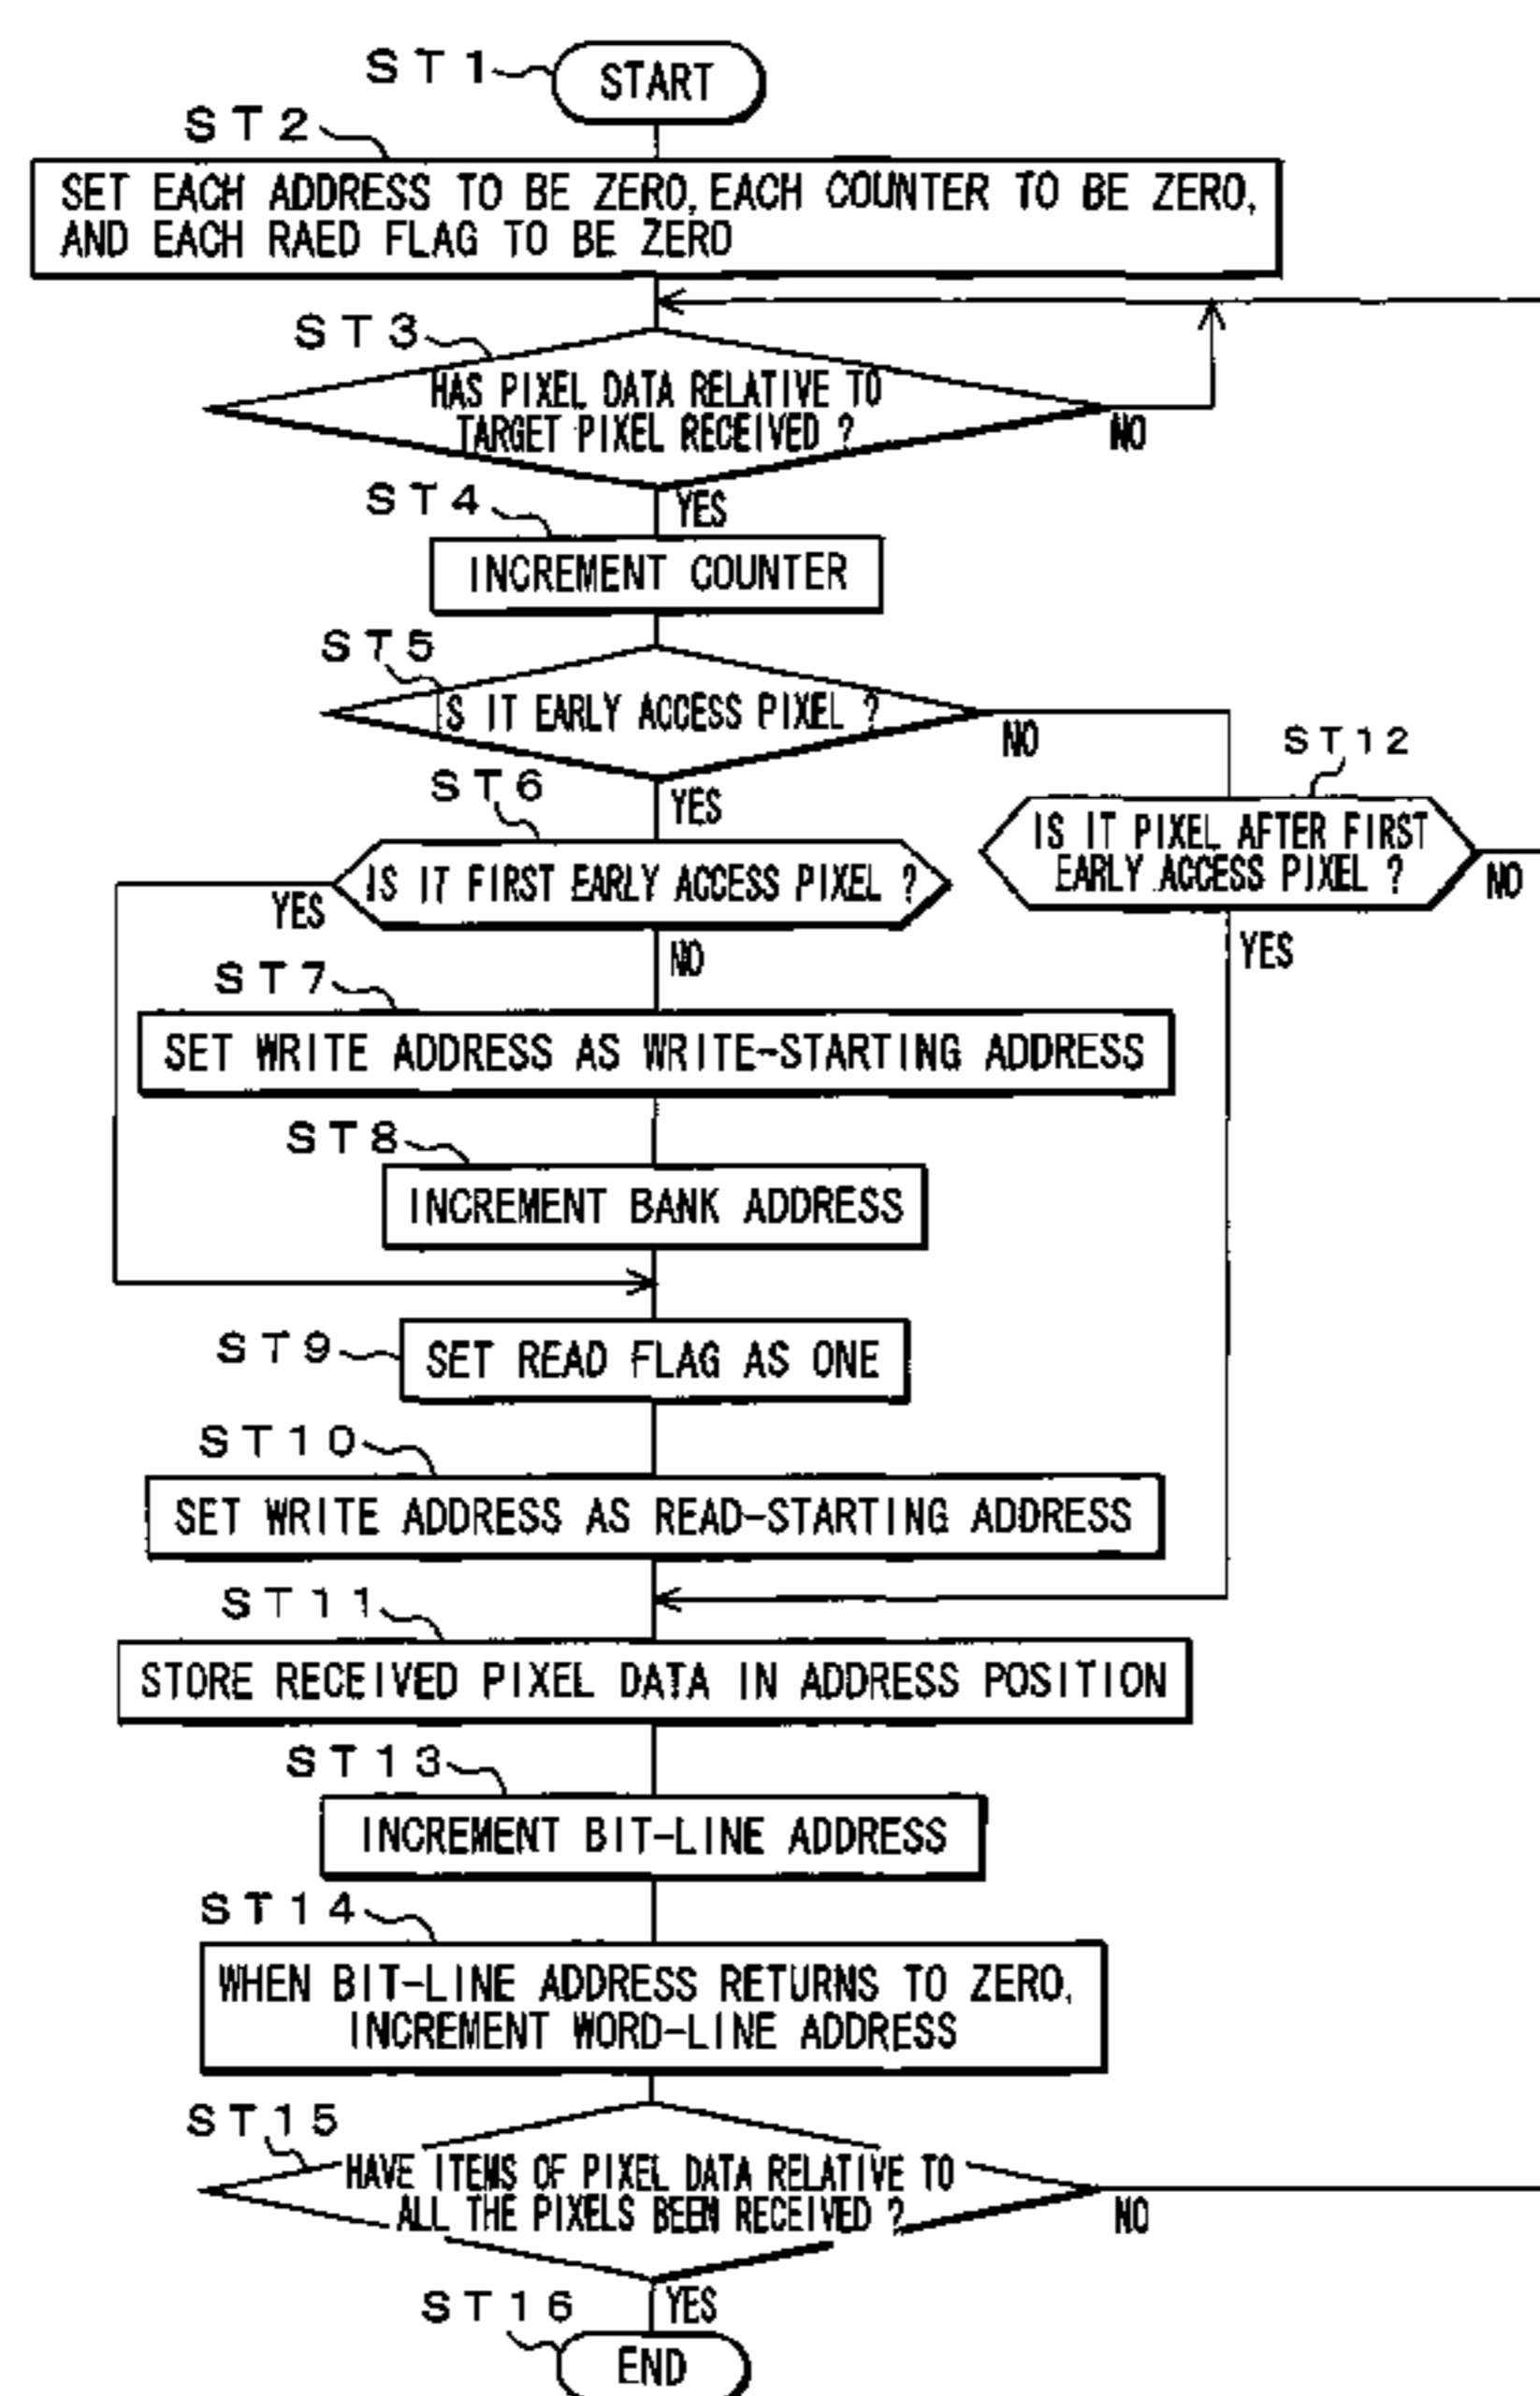 ST1
START
ST2
SET EACH ADDRESS TO BE ZERO, EACH COUNTER TO BE ZERO,
AND EACH RAED FLAG TO BE ZERO
ST3
HAS PIXEL DATA RELATIVE TO
TARGET PIXEL RECEIVED ?
NO
YES
ST4
INCREMENT COUNTER
ST5
IS IT EARLY ACCESS PIXEL ?
NO
YES
ST12
IS IT PIXEL AFTER FIRST
EARLY ACCESS PIXEL ?
NO
YES
ST6
IS IT FIRST EARLY ACCESS PIXEL ?
YES
NO
ST7
SET WRITE ADDRESS AS WRITE-STARTING ADDRESS
ST8
INCREMENT BANK ADDRESS
ST9
SET READ FLAG AS ONE
ST10
SET WRITE ADDRESS AS READ-STARTING ADDRESS
ST11
STORE RECEIVED PIXEL DATA IN ADDRESS POSITION
ST13
INCREMENT BIT-LINE ADDRESS
ST14
WHEN BIT-LINE ADDRESS RETURNS TO ZERO,
INCREMENT WORD-LINE ADDRESS
ST15
HAVE ITEMS OF PIXEL DATA RELATIVE TO
ALL THE PIXELS BEEN RECEIVED ?
NO
YES
ST16
END